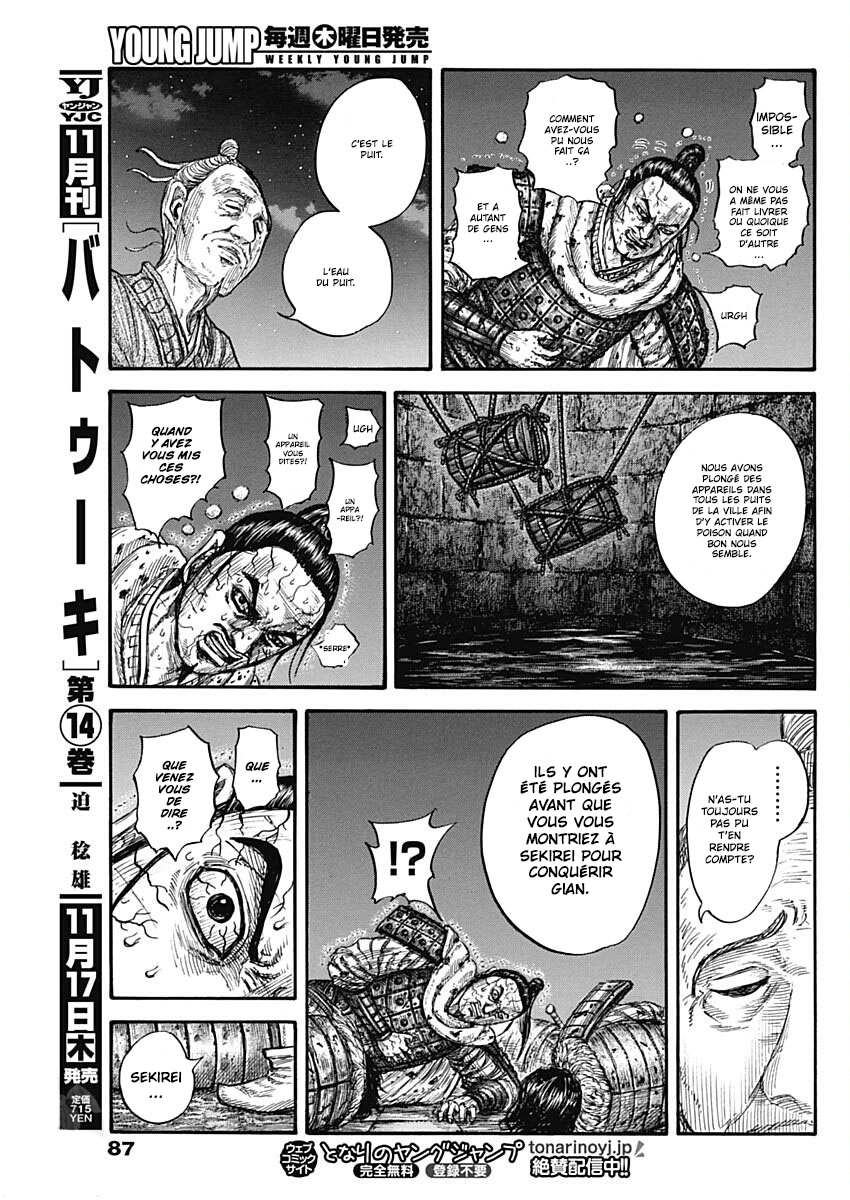 YOUNG JUMP 毎週木曜日発売
WEEKLY YOUNG JUMP
YJ
ヤンジャン
YJC
11月刊
「バトゥーキ」
第14巻
迫 稔雄
11月17日木
発売
定価
715
YEN
IMPOS-
SIBLE
...
COMMENT
AVEZ-VOUS
PU NOUS
FAIT ÇA
..?
ON NE VOUS
A MÊME PAS
FAIT LIVRER
OU QUOIQUE
CE SOIT
D'AUTRE
...
ET A
AUTANT
DE GENS
...
URGH
C'EST LE
PUIT.
L'EAU
DU PUIT.
NOUS AVONS
PLONGÉ DES
APPAREILS DANS
TOUS LES PUITS
DE LA VILLE AFIN
D'Y ACTIVER LE
POISON QUAND
BON NOUS
SEMBLE.
UGH
UN
APPA
-REIL?!
UN
APPAREIL
VOUS
DITES?!
QUAND
Y AVEZ
VOUS MIS
CES
CHOSES?!
*SERRE*
.........
N'AS-TU
TOUJOURS
PAS PU
T'EN
RENDRE
COMPTE?
ILS Y ONT
ÉTÉ PLONGÉS
AVANT QUE
VOUS VOUS
MONTRIEZ À
SEKIREI POUR
CONQUÉRIR
GIAN.
!?
QUE
...
QUE
VENEZ
VOUS
DE
DIRE
..?
SEKIREI
...
87
ウェブ
コミック
サイト
となりのヤングジャンプ
完全無料 登録不要
tonarinoyj.jp
絶賛配信中!!